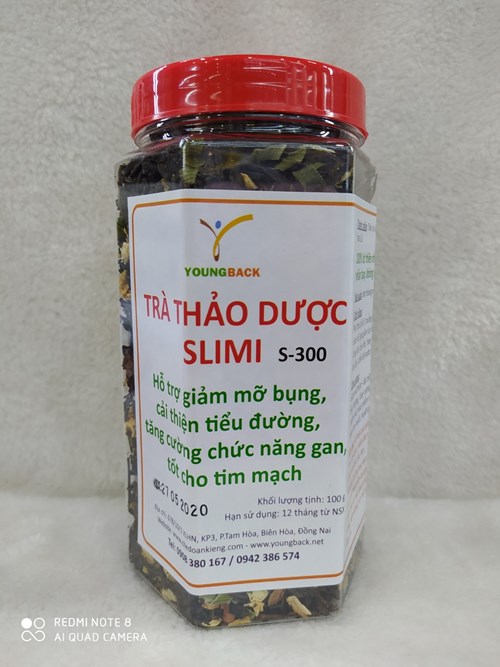 YOUNGBACK
TRÀ THẢO DƯỢC
SLIMI S-300
Hỗ trợ giảm mỡ bụng,
cải thiện tiểu đường,
tăng cường chức năng gan,
tốt cho tim mạch
27 05 2020
Khối lượng tịnh: 100 g
Hạn sử dụng: 12 tháng từ NSX
KP3, P.Tam Hòa, Biên Hòa, Đồng Nai
- www.youngback.net
Tel: 0908 380 167 / 0942 386 574
REDMI NOTE 8
AI QUAD CAMERA